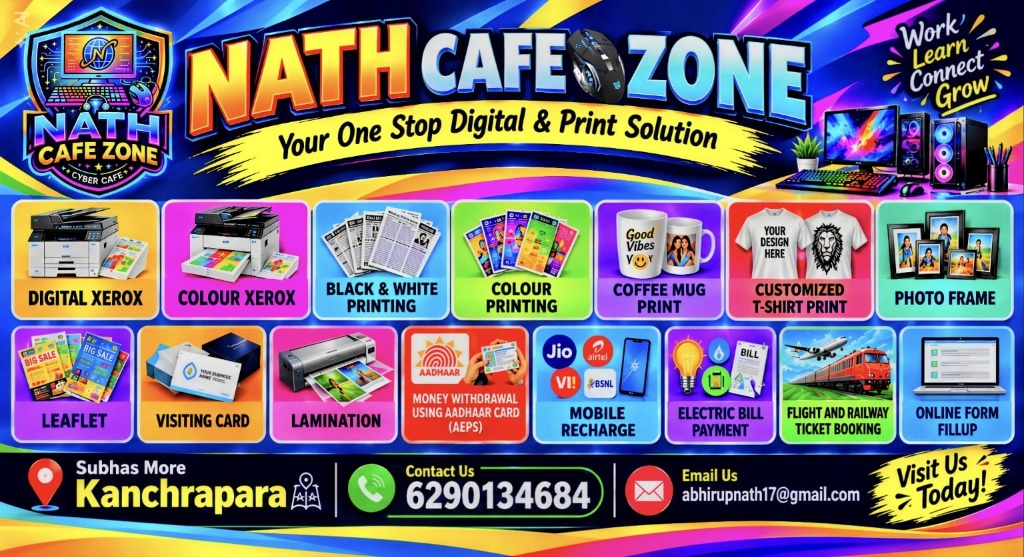 NATH
CAFE ZONE
CYBER CAFE
NATH CAFE ZONE
Your One Stop Digital & Print Solution
Work
Learn
Connect
Grow
DIGITAL XEROX
COLOUR XEROX
BLACK & WHITE
PRINTING
COLOUR
PRINTING
Good
Vibes
COFFEE MUG
PRINT
YOUR
DESIGN
HERE
CUSTOMIZED
T-SHIRT PRINT
PHOTO FRAME
BIG SALE
BIG SALE
LEAFLET
YOUR BUSINESS
VISITING CARD
LAMINATION
AADHAAR
MONEY WITHDRAWAL
USING AADHAAR CARD
(AEPS)
Jio
airtel
VI!
BSNL
MOBILE
RECHARGE
BILL
ELECTRIC BILL
PAYMENT
FLIGHT AND RAILWAY
TICKET BOOKING
ONLINE FORM
FILLUP
Subhas More
Kanchrapara
Contact Us
6290134684
Email Us
abhirupnath17@gmail.com
Visit Us
Today!